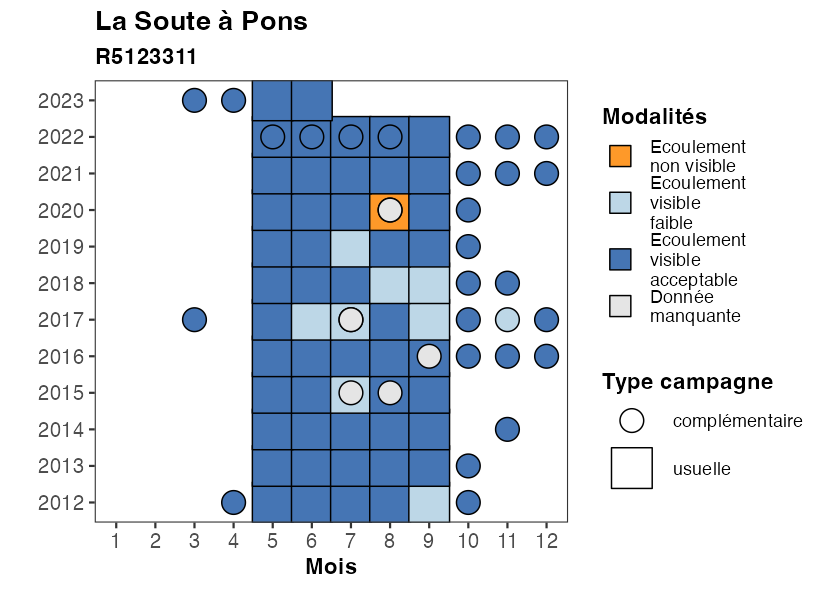 La Soute à Pons
R5123311
2023
2022
2021
2020
2019
2018
2017
2016
2015
2014
2013
2012
1 2 3 4 5 6 7 8 9 10 11 12
Mois
Modalités
Ecoulement
non visible
Ecoulement
visible
faible
Ecoulement
visible
acceptable
Donnée
manquante
Type campagne
complémentaire
usuelle